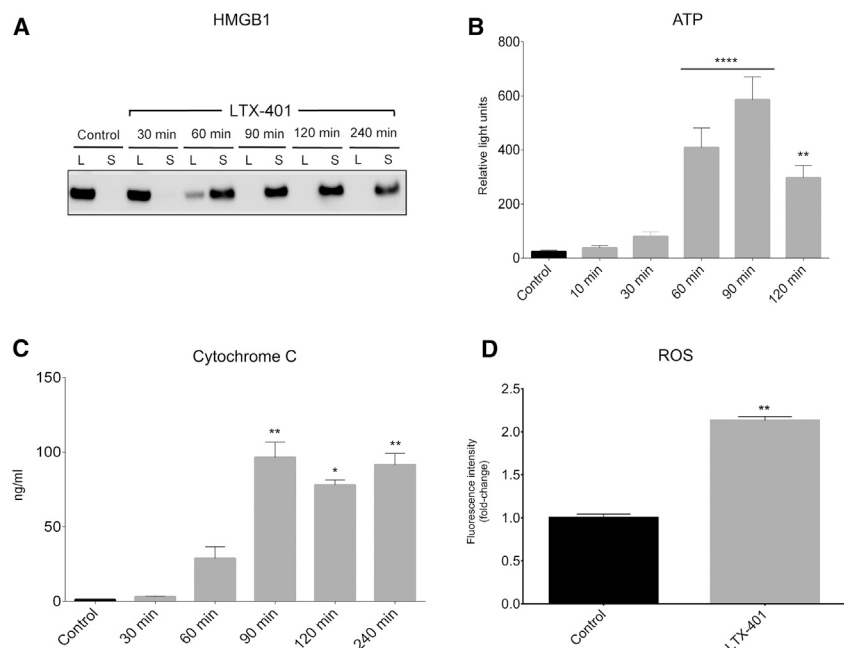 A
HMGB1
LTX-401
Control 30 min 60 min 90 min 120 min 240 min
L S L S L S L S L S L S
B
ATP
Relative light units
800
600
400
200
0
****
**
Control 10 min 30 min 60 min 90 min 120 min
C
Cytochrome C
ng/ml
150
100
50
0
**
*
**
Control 30 min 60 min 90 min 120 min 240 min
D
ROS
Fluorescence intensity
(fold-change)
2.5
2.0
1.5
1.0
0.5
0.0
**
Control LTX-401